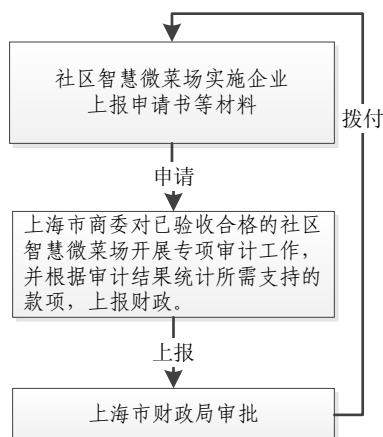 社区智慧微菜场实施企业
上报申请书等材料
拨付
申请
上海市商委对已验收合格的社区
智慧微菜场开展专项审计工作，
并根据审计结果统计所需支持的
款项，上报财政。
上报
上海市财政局审批